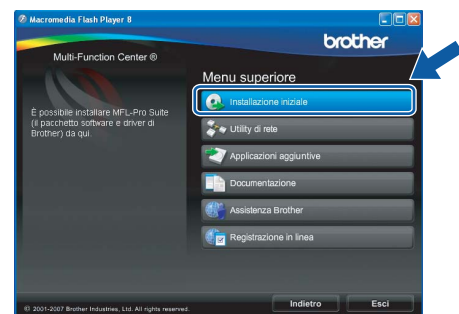 Macromedia Flash Player 8
brother
Multi-Function Center ®
Menu superiore
È possibile installare MFL-Pro Suite
(il pacchetto software e driver di
Brother) da qui.
Installazione iniziale
Utility di rete
Applicazioni aggiuntive
Documentazione
Assistenza Brother
Registrazione in linea
© 2001-2007 Brother Industries, Ltd. All rights reserved.
Indietro
Esci